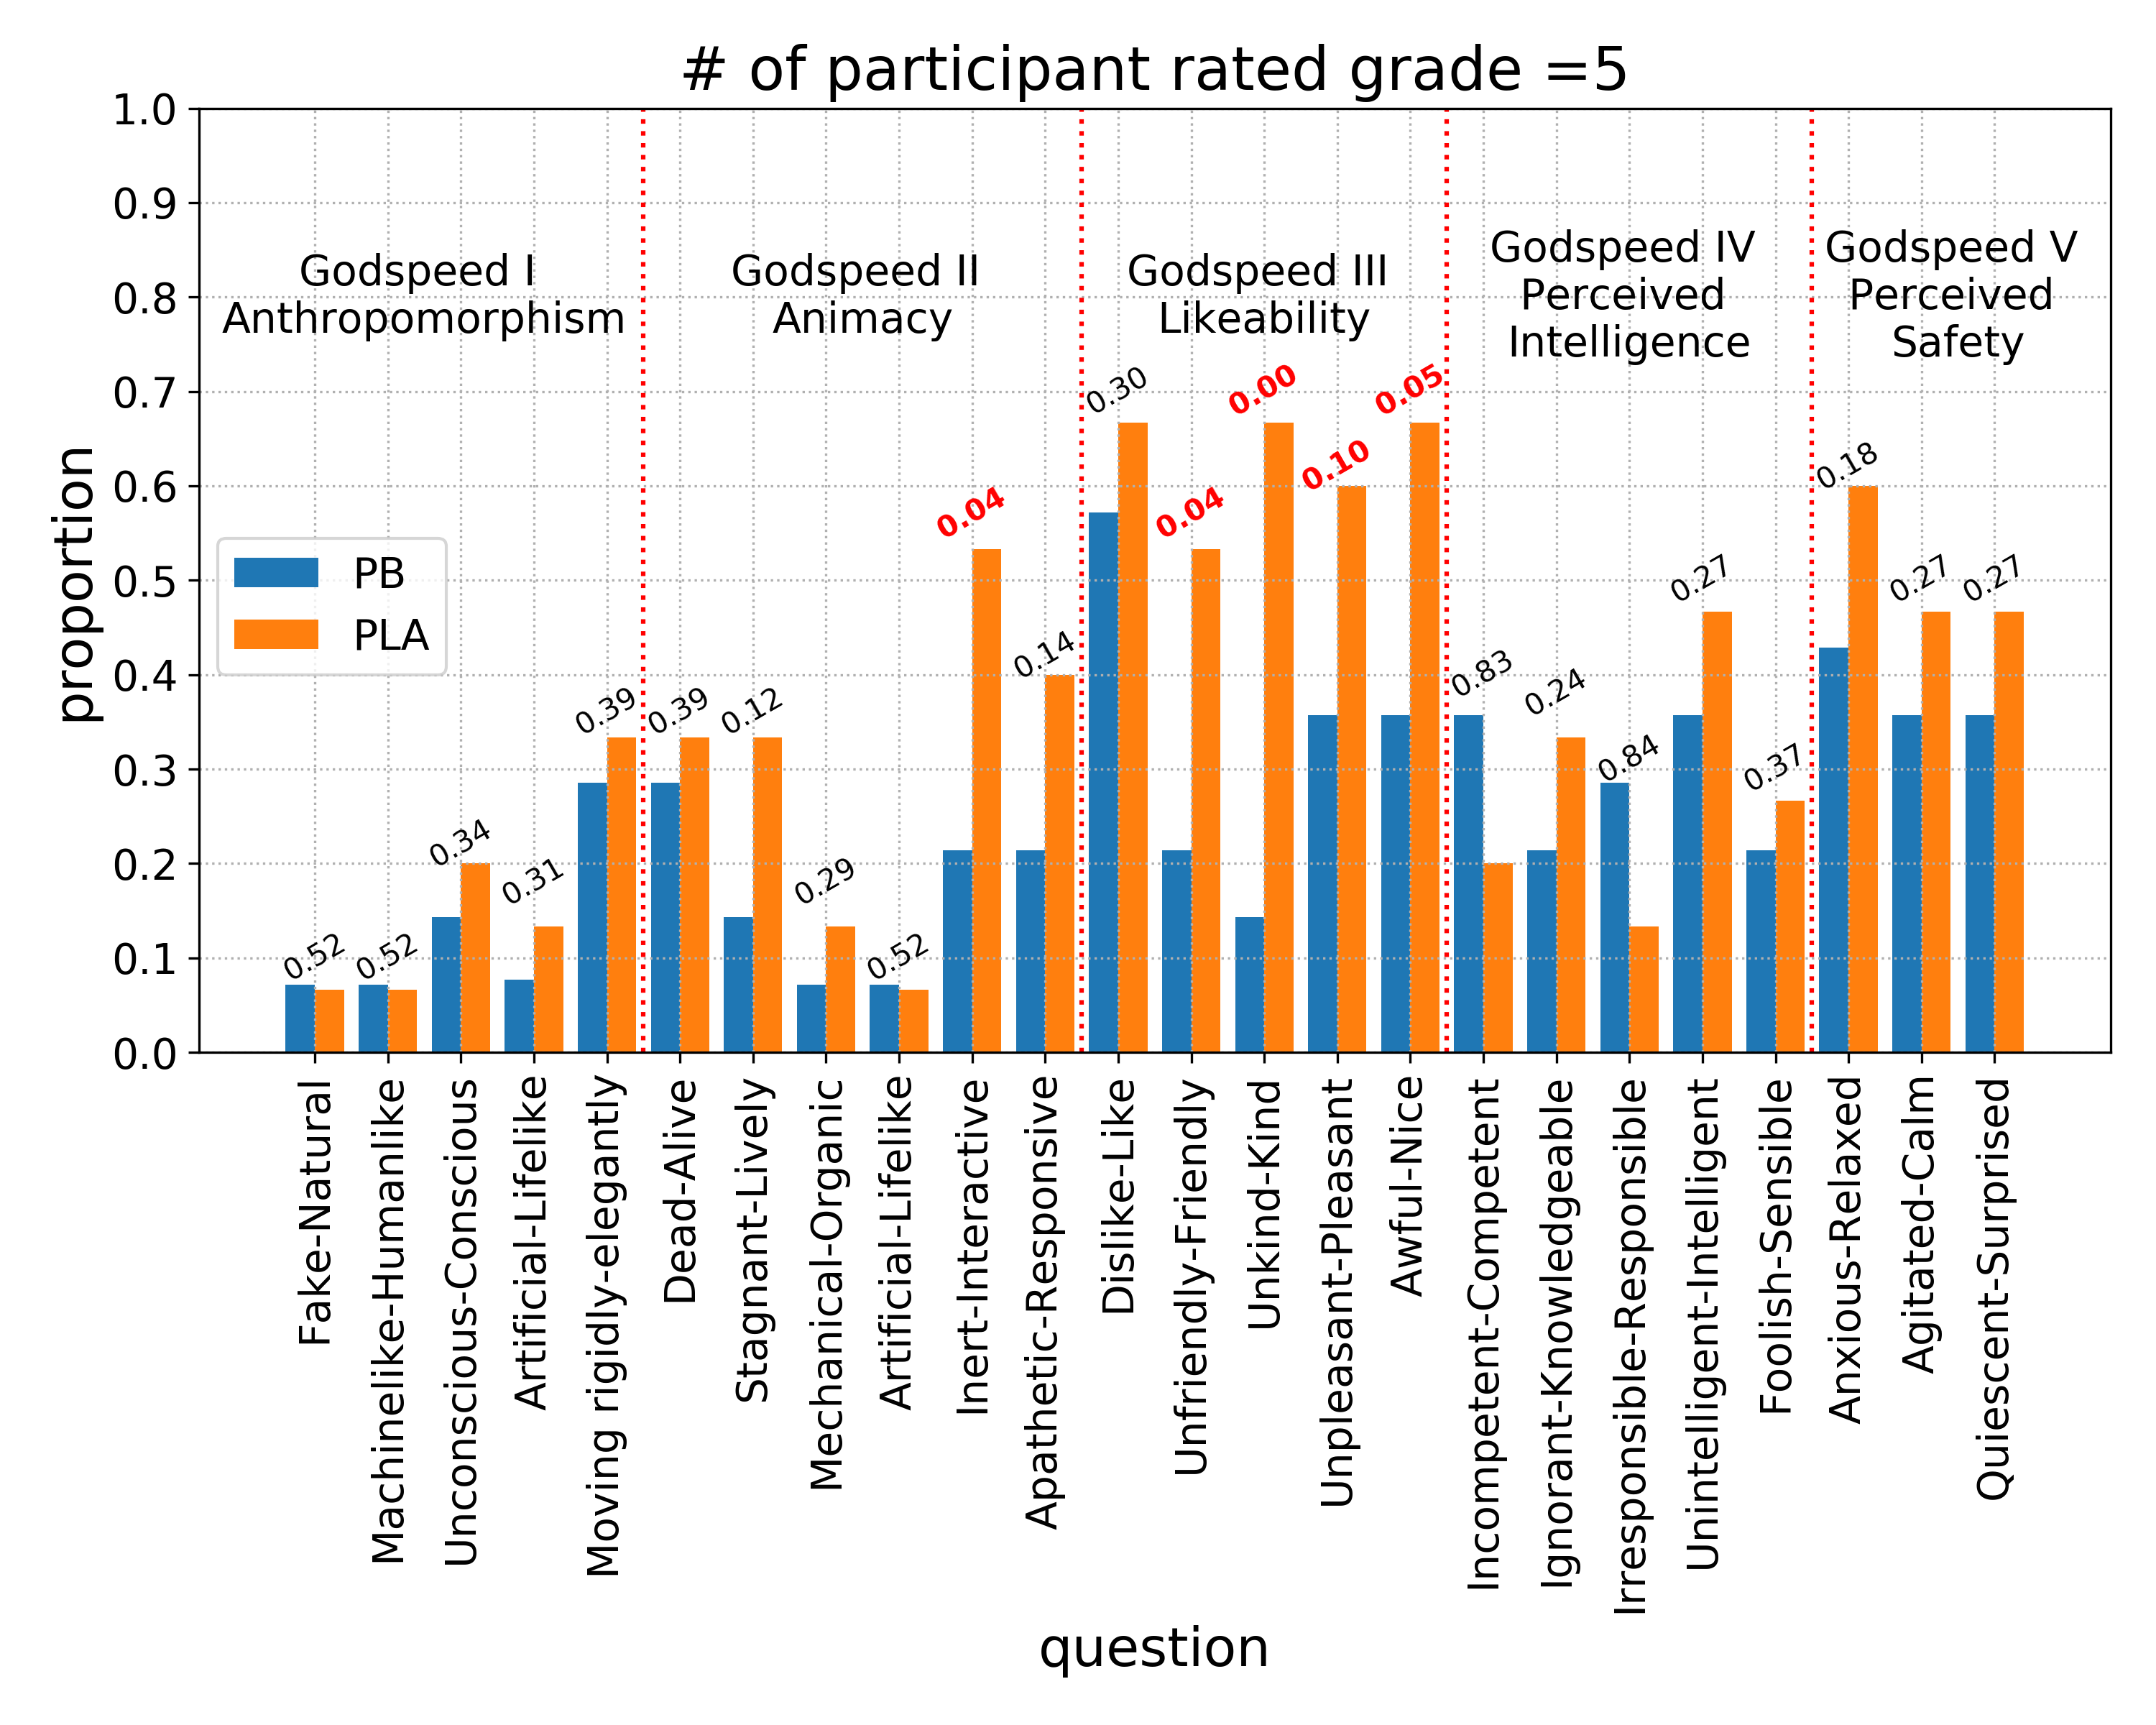 # of participant rated grade =5
1.0
0.9
0.8
0.7
0.6
0.5
0.4
0.3
0.2
0.1
0.0
proportion
Godspeed I
Anthropomorphism
Godspeed II
Animacy
Godspeed III
Likeability
Godspeed IV
Perceived
Intelligence
Godspeed V
Perceived
Safety
PB
PLA
0.52
0.52
0.34
0.31
0.39
0.39
0.12
0.29
0.52
0.04
0.14
0.30
0.04
0.00
0.10
0.05
0.83
0.24
0.84
0.27
0.37
0.18
0.27
0.27
Fake-Natural
Machinelike-Humanlike
Unconscious-Conscious
Artificial-Lifelike
Moving rigidly-elegantly
Dead-Alive
Stagnant-Lively
Mechanical-Organic
Artificial-Lifelike
Inert-Interactive
Apathetic-Responsive
Dislike-Like
Unfriendly-Friendly
Unkind-Kind
Unpleasant-Pleasant
Awful-Nice
Incompetent-Competent
Ignorant-Knowledgeable
Irresponsible-Responsible
Unintelligent-Intelligent
Foolish-Sensible
Anxious-Relaxed
Agitated-Calm
Quiescent-Surprised
question